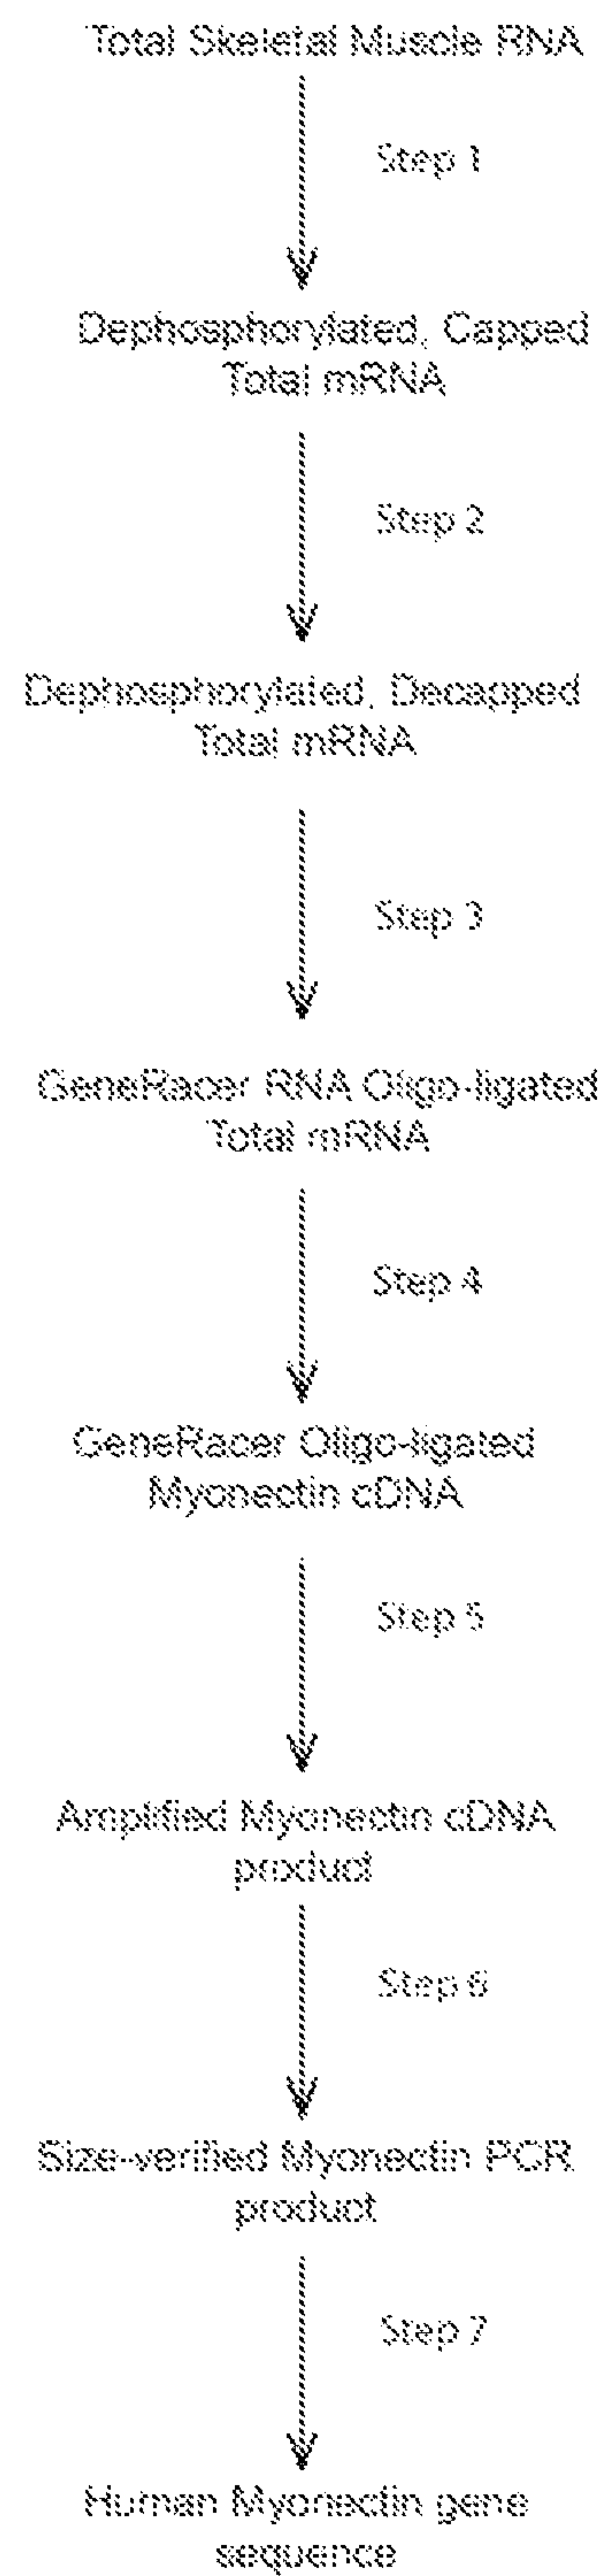 Total Skeletal Muscle RNA
Step 1
Dephosphorylated, Capped
Total mRNA
Step 2
Dephosphorylated, Decapped
Total mRNA
Step 3
GeneRacer RNA Oligo-ligated
Total mRNA
Step 4
GeneRacer Oligo-ligated
Myonectin cDNA
Step 5
Amplified Myonectin cDNA
product
Step 6
Size-verified Myonectin PCR
product
Step 7
Human Myonectin gene
sequence